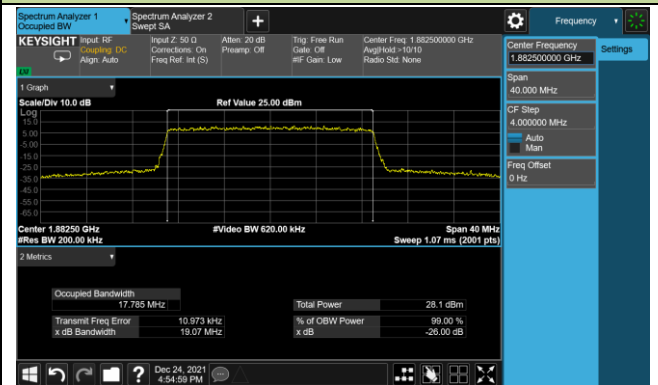 Spectrum Analyzer 1
Occupied BW
Spectrum Analyzer 2
Swept SA
+
Frequency
KEYSIGHT
Input: RF
Coupling: DC
Align: Auto
Input Z: 50 Ω
Corrections: On
Freq Ref: Int (S)
Atten: 20 dB
Preamp: Off
Trig: Free Run
Gate: Off
#IF Gain: Low
Center Freq: 1.882500000 GHz
Avg|Hold:>10/10
Radio Std: None
Center Frequency
1.882500000 GHz
Settings
Span
40.000 MHz
CF Step
4.000000 MHz
Auto
Man
Freq Offset
0 Hz
1 Graph
Scale/Div 10.0 dB
Ref Value 25.00 dBm
Log
15.0
5.00
-5.00
-15.0
-25.0
-35.0
-45.0
-55.0
-65.0
Center 1.88250 GHz
#Video BW 620.00 kHz
Span 40 MHz
#Res BW 200.00 kHz
Sweep 1.07 ms (2001 pts)
2 Metrics
Occupied Bandwidth
17.785 MHz
Total Power
28.1 dBm
Transmit Freq Error
10.973 kHz
% of OBW Power
99.00 %
x dB Bandwidth
19.07 MHz
x dB
-26.00 dB
?
Dec 24, 2021
4:54:59 PM